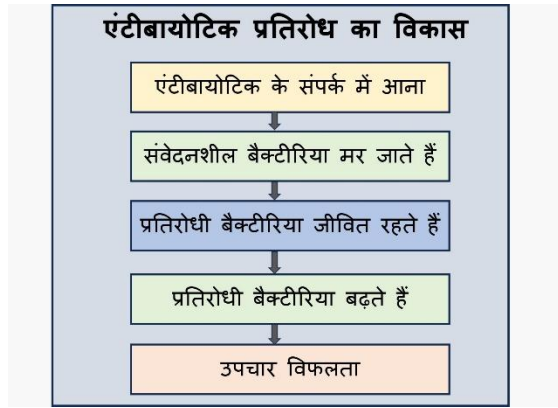 एंटीबायोटिक प्रतिरोध का विकास
एंटीबायोटिक के संपर्क में आना
संवेदनशील बैक्टीरिया मर जाते हैं
प्रतिरोधी बैक्टीरिया जीवित रहते हैं
प्रतिरोधी बैक्टीरिया बढ़ते हैं
उपचार विफलता